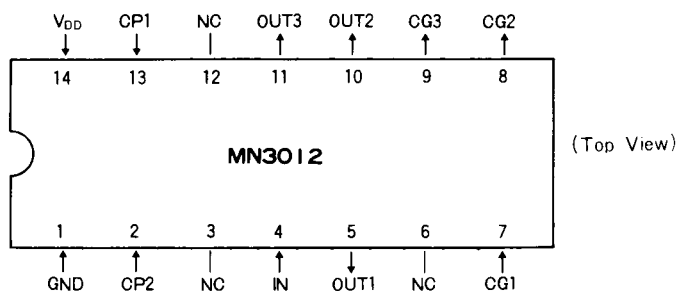 VDD CP1 NC OUT3 OUT2 CG3 CG2
14 13 12 11 10 9 8
MN3012
(Top View)
1 2 3 4 5 6 7
GND CP2 NC IN OUT1 NC CG1